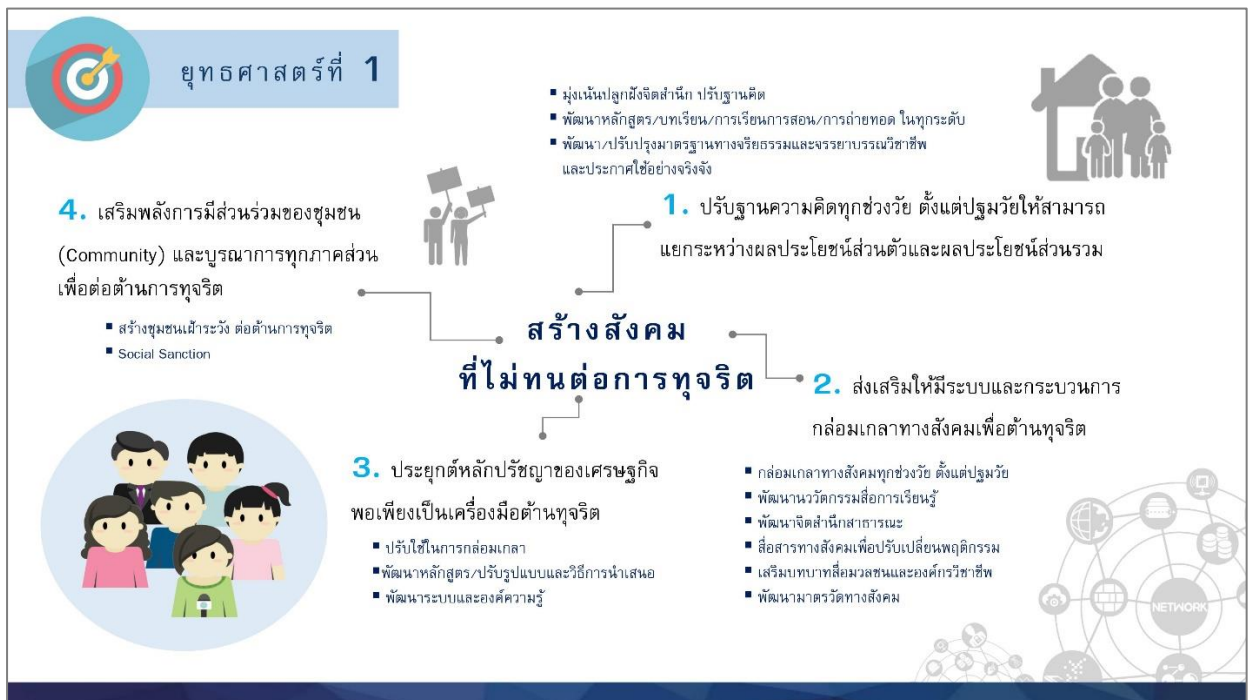 ยุทธศาสตร์ที่ 1
▪ มุ่งเน้นปลูกฝังจิตสำนึก ปรับฐานคิด
▪ พัฒนาหลักสูตร/บทเรียน/การเรียนการสอน/การถ่ายทอด ในทุกระดับ
▪ พัฒนา/ปรับปรุงมาตรฐานทางจริยธรรมและจรรยาบรรณวิชาชีพ
และประกาศใช้อย่างจริงจัง
1. ปรับฐานความคิดทุกช่วงวัย ตั้งแต่ปฐมวัยให้สามารถ
แยกระหว่างผลประโยชน์ส่วนตัวและผลประโยชน์ส่วนรวม
4. เสริมพลังการมีส่วนร่วมของชุมชน
(Community) และบูรณาการทุกภาคส่วน
เพื่อต่อต้านการทุจริต
▪ สร้างชุมชนเฝ้าระวัง ต่อต้านการทุจริต
▪ Social Sanction
สร้างสังคม
ที่ไม่ทนต่อการทุจริต
2. ส่งเสริมให้มีระบบและกระบวนการ
กล่อมเกลาทางสังคมเพื่อต้านทุจริต
▪ กล่อมเกลาทางสังคมทุกช่วงวัย ตั้งแต่ปฐมวัย
▪ พัฒนานวัตกรรมสื่อการเรียนรู้
▪ พัฒนาจิตสำนึกสาธารณะ
▪ สื่อสารทางสังคมเพื่อปรับเปลี่ยนพฤติกรรม
▪ เสริมบทบาทสื่อมวลชนและองค์กรวิชาชีพ
▪ พัฒนามาตรวัดทางสังคม
3. ประยุกต์หลักปรัชญาของเศรษฐกิจ
พอเพียงเป็นเครื่องมือต้านทุจริต
▪ ปรับใช้ในการกล่อมเกลา
▪ พัฒนาหลักสูตร/ปรับรูปแบบและวิธีการนำเสนอ
▪ พัฒนาระบบและองค์ความรู้
NETWORK